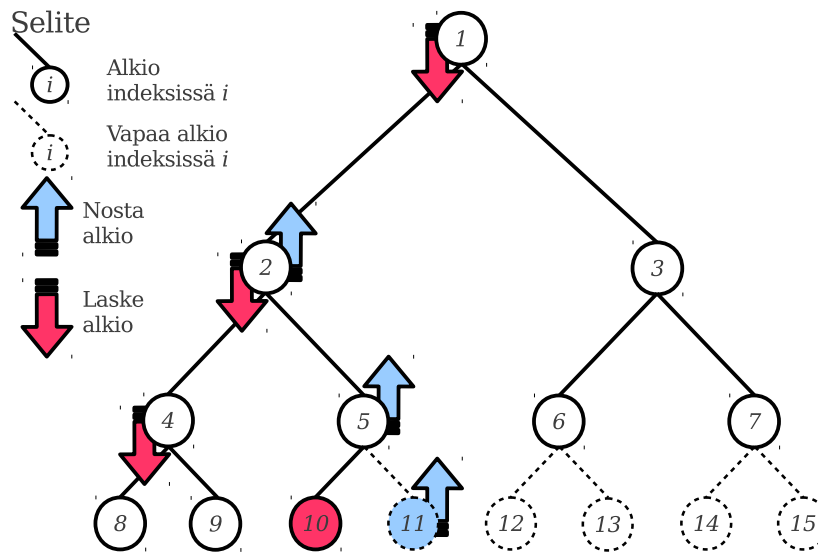 Selite
i
Alkio
indeksissä i
i
Vapaa alkio
indeksissä i
Nosta
alkio
Laske
alkio
1
2
3
4
5
6
7
8
9
10
11
12
13
14
15